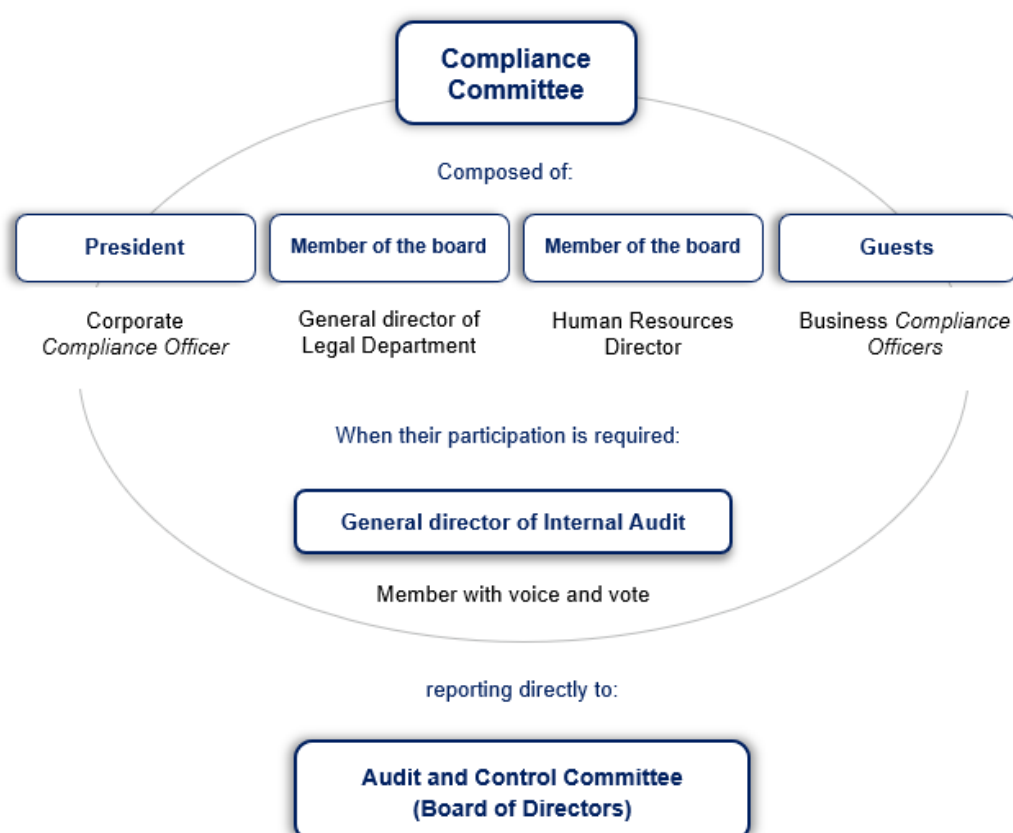 Compliance
Committee
Composed of:
President
Member of the board
Member of the board
Guests
Corporate
Compliance Officer
General director of
Legal Department
Human Resources
Director
Business Compliance
Officers
When their participation is required:
General director of Internal Audit
Member with voice and vote
reporting directly to:
Audit and Control Committee
(Board of Directors)